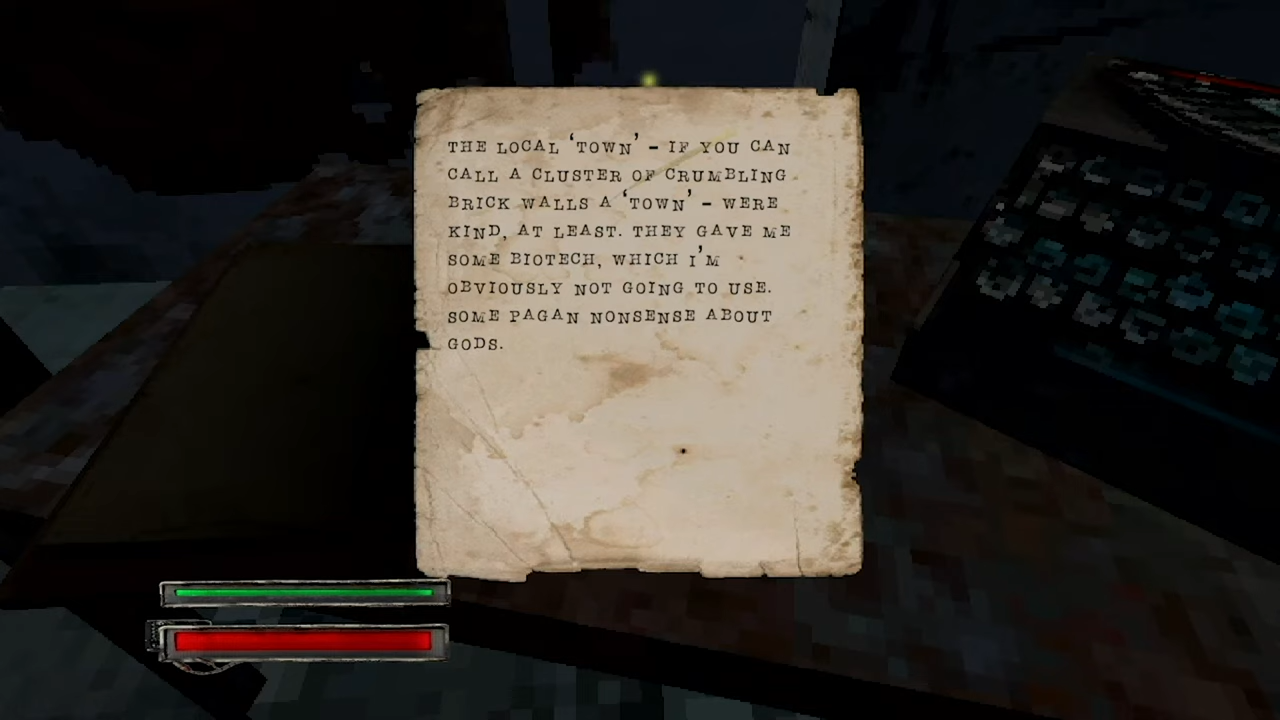 THE LOCAL 'TOWN' – IF YOU CAN
CALL A CLUSTER OF CRUMBLING
BRICK WALLS A 'TOWN' – WERE
KIND, AT LEAST. THEY GAVE ME
SOME BIOTECH, WHICH I'M
OBVIOUSLY NOT GOING TO USE.
SOME PAGAN NONSENSE ABOUT
GODS.